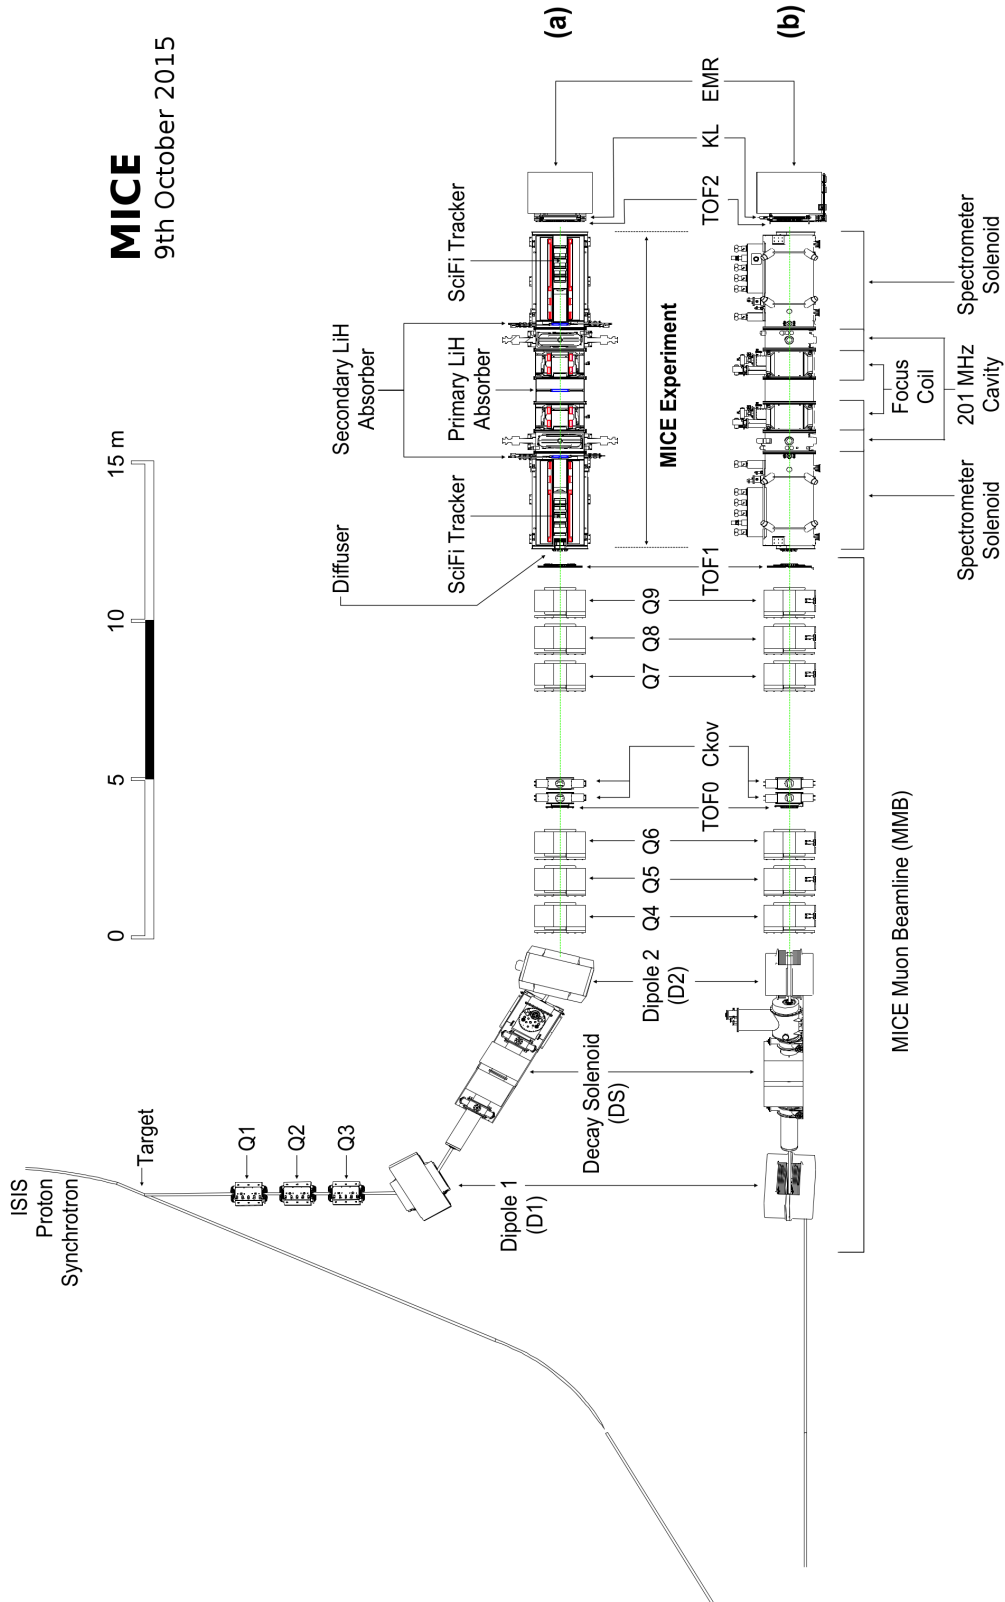 MICE
9th October 2015
0
5
10
15 m
ISIS
Proton
Synchrotron
Target
Q1
Q2
Q3
Diffuser
Secondary LiH
Absorber
SciFi Tracker
Primary LiH
Absorber
SciFi Tracker
(a)
Dipole 1
(D1)
Decay Solenoid
(DS)
Dipole 2
(D2)
Q4
Q5
Q6
TOF0
Ckov
Q7
Q8
Q9
TOF1
MICE Experiment
TOF2
KL
EMR
(b)
MICE Muon Beamline (MMB)
Spectrometer
Solenoid
Focus
Coil
201 MHz
Cavity
Spectrometer
Solenoid